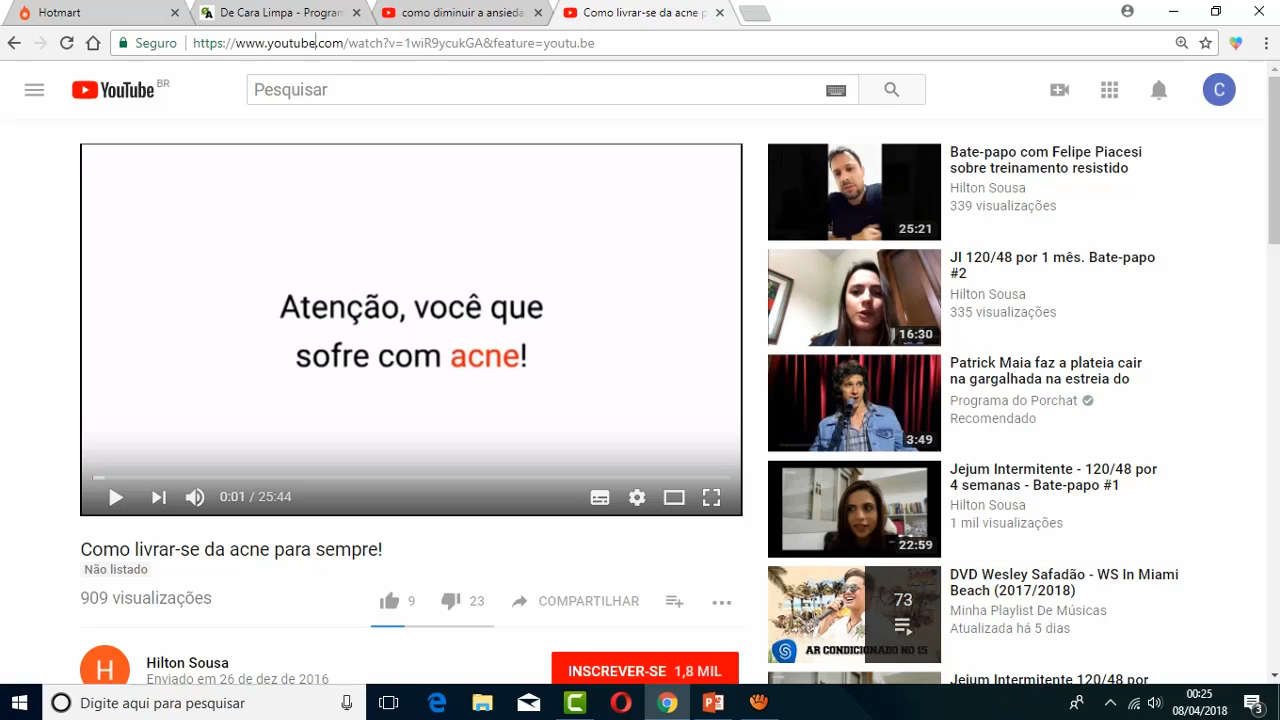 Hotmart
De Cara Limpa - Program
como diminuir a ansieda
Como livrar-se da acne p
Seguro
https://www.youtube.com/watch?v=1wiR9ycukGA&feature=youtu.be
YouTube BR
Pesquisar
C
Atenção, você que
sofre com acne!
0:01 / 25:44
Como livrar-se da acne para sempre!
Não listado
909 visualizações
9
23
COMPARTILHAR
H
Hilton Sousa
Enviado em 26 de dez de 2016
INSCREVER-SE 1,8 MIL
25:21
Bate-papo com Felipe Piacesi
sobre treinamento resistido
Hilton Sousa
339 visualizações
16:30
JI 120/48 por 1 mês. Bate-papo
#2
Hilton Sousa
335 visualizações
3:49
Patrick Maia faz a plateia cair
na gargalhada na estreia do
Programa do Porchat
Recomendado
22:59
Jejum Intermitente - 120/48 por
4 semanas - Bate-papo #1
Hilton Sousa
1 mil visualizações
73
AR CONDICIONADO NO 15
DVD Wesley Safadão - WS In Miami
Beach (2017/2018)
Minha Playlist De Músicas
Atualizada há 5 dias
Jejum Intermitente 120/48 por
Digite aqui para pesquisar
00:25
08/04/2018
3